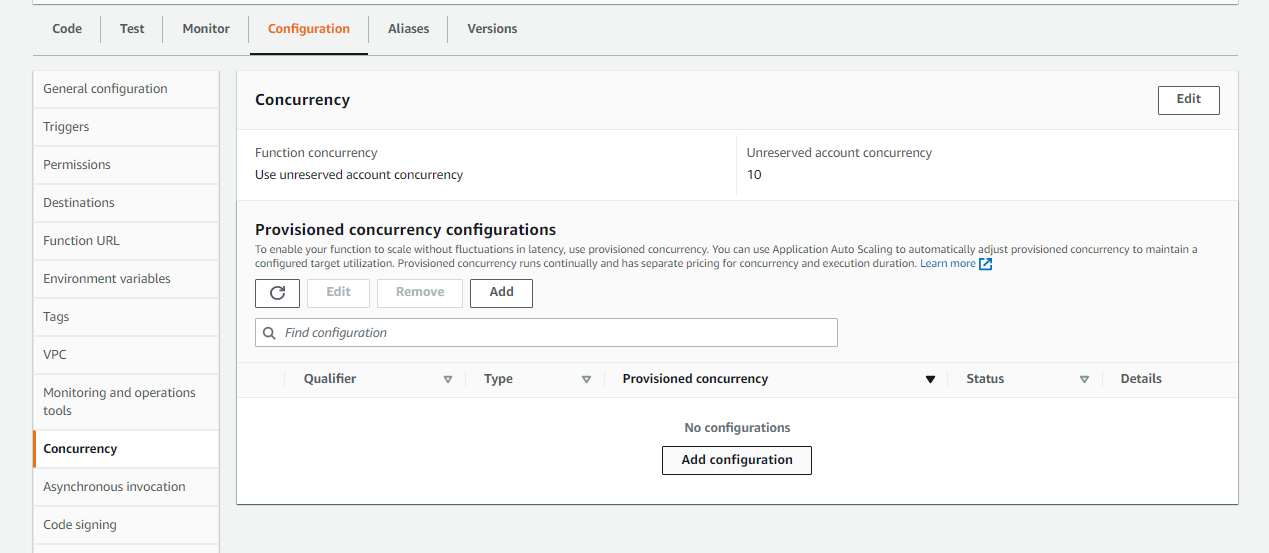 Code Test Monitor Configuration Aliases Versions
General configuration
Triggers
Permissions
Destinations
Function URL
Environment variables
Tags
VPC
Monitoring and operations
tools
Concurrency
Asynchronous invocation
Code signing
Concurrency
Edit
Function concurrency
Use unreserved account concurrency
Unreserved account concurrency
10
Provisioned concurrency configurations
To enable your function to scale without fluctuations in latency, use provisioned concurrency. You can use Application Auto Scaling to automatically adjust provisioned concurrency to maintain a
configured target utilization. Provisioned concurrency runs continually and has separate pricing for concurrency and execution duration. Learn more
Edit Remove Add
Find configuration
Qualifier Type Provisioned concurrency Status Details
No configurations
Add configuration